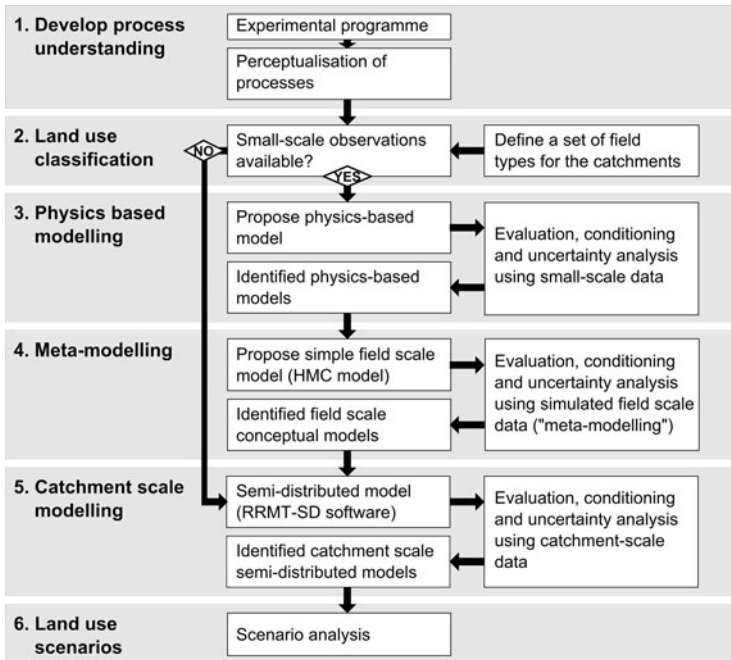 1. Develop process
understanding
Experimental programme
Perceptualisation of
processes
2. Land use
classification
NO
Small-scale observations
available?
YES
Define a set of field
types for the catchments
3. Physics based
modelling
Propose physics-based
model
Identified physics-based
models
Evaluation, conditioning
and uncertainty analysis
using small-scale data
4. Meta-modelling
Propose simple field scale
model (HMC model)
Identified field scale
conceptual models
Evaluation, conditioning
and uncertainty analysis
using simulated field scale
data ("meta-modelling")
5. Catchment scale
modelling
Semi-distributed model
(RRMT-SD software)
Identified catchment scale
semi-distributed models
Evaluation, conditioning
and uncertainty analysis
using catchment-scale
data
6. Land use
scenarios
Scenario analysis